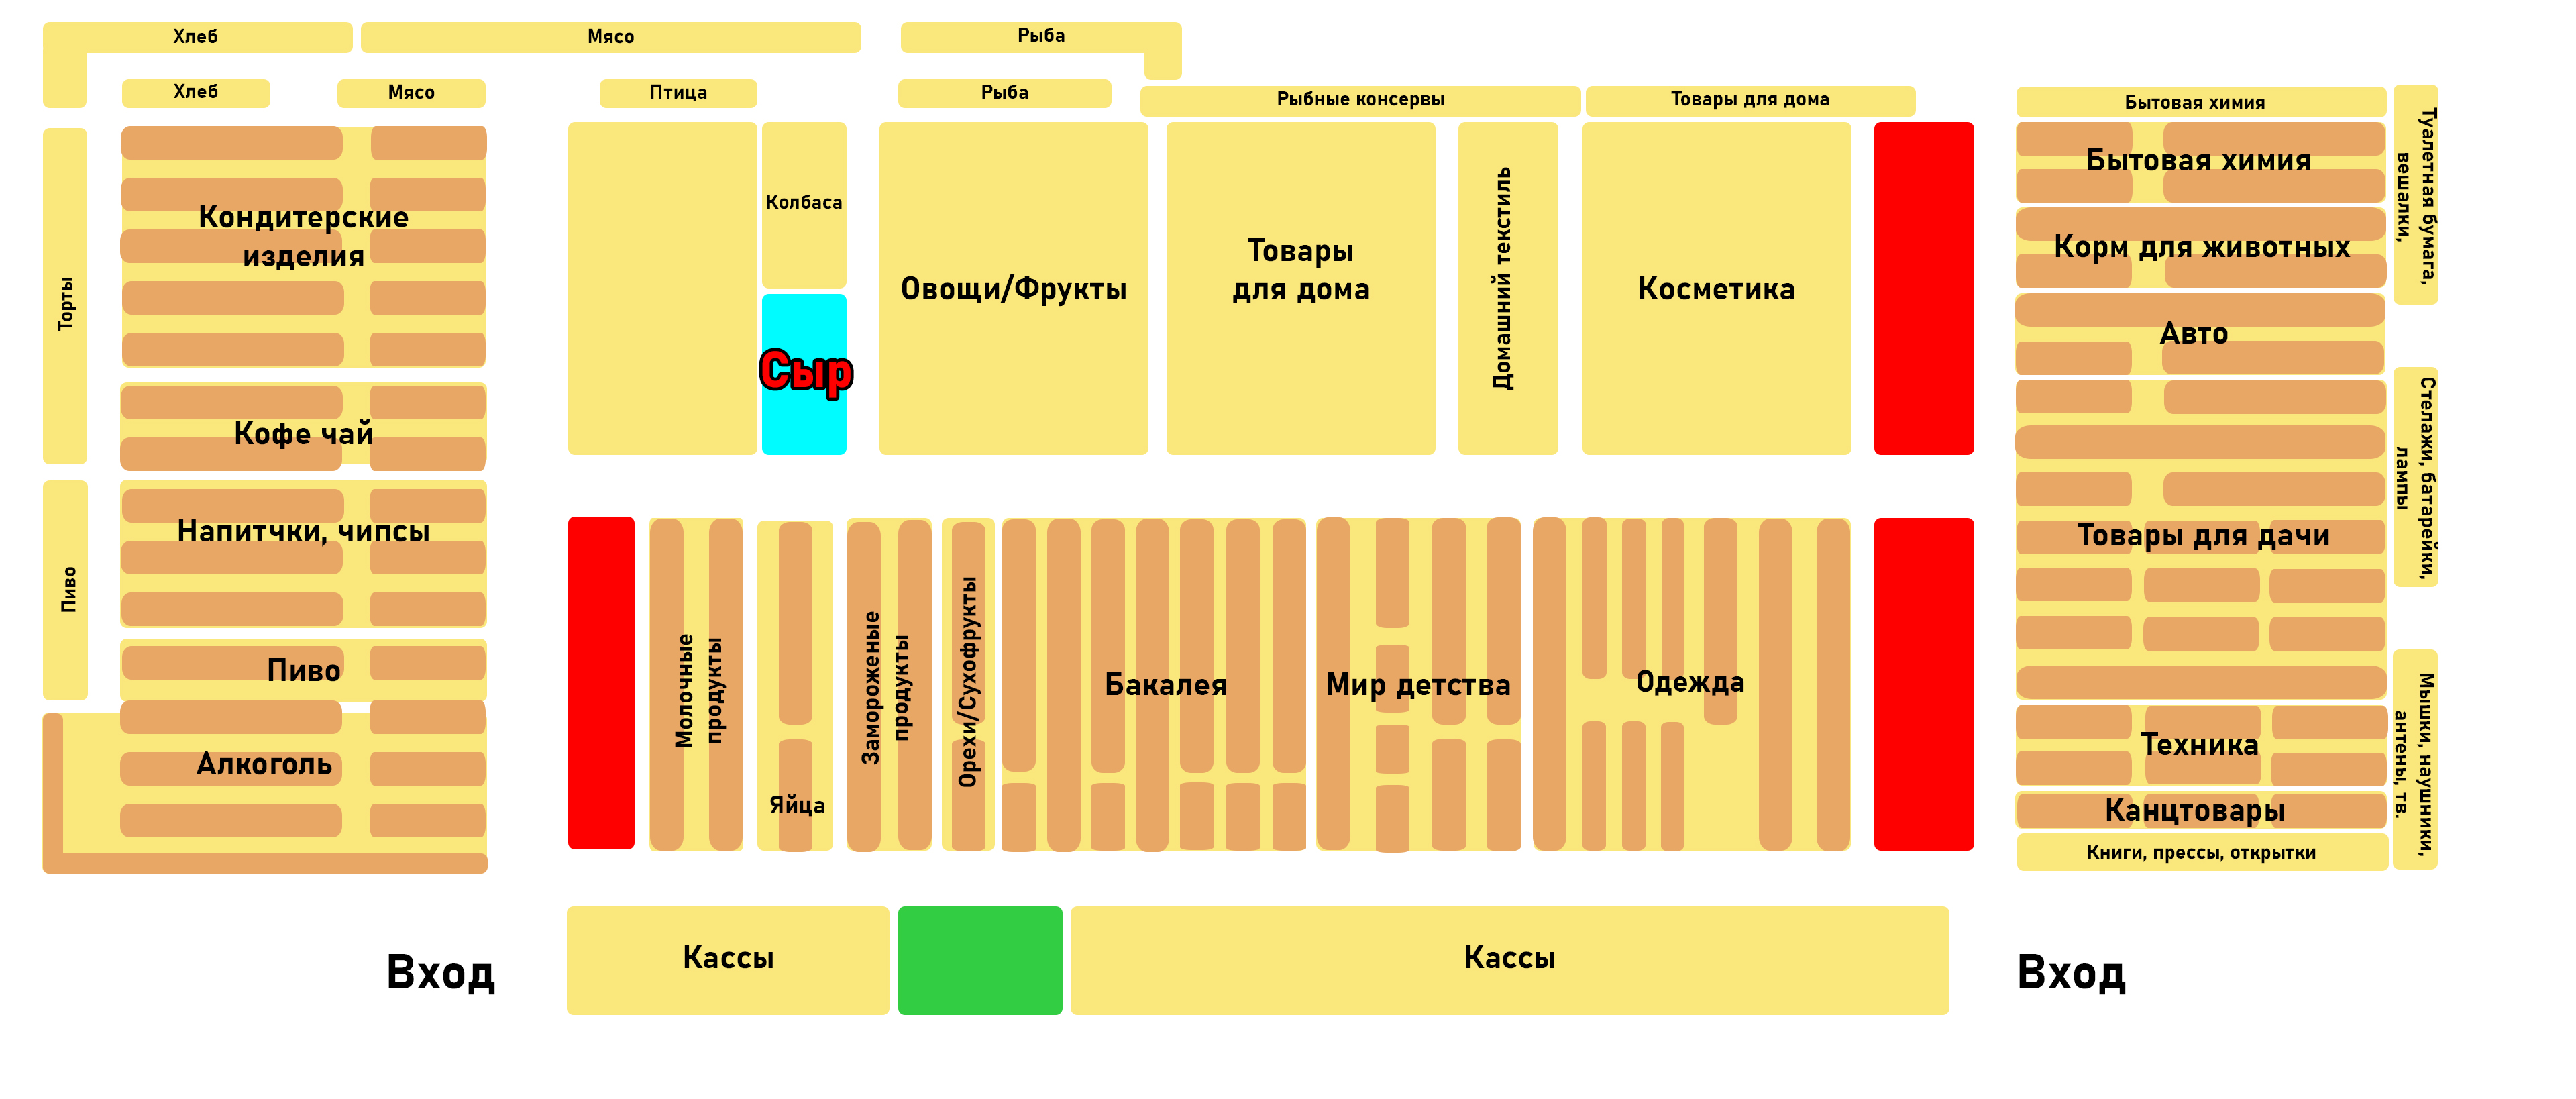 Хлеб
Мясо
Рыба
Хлеб
Мясо
Птица
Рыба
Рыбные консервы
Товары для дома
Бытовая химия
Торты
Кондитерские
изделия
Кофе чай
Пиво
Напитчки, чипсы
Пиво
Алкоголь
Колбаса
Сыр
Овощи/Фрукты
Товары
для дома
Домашний текстиль
Косметика
Бытовая химия
Корм для животных
Авто
Товары для дачи
Техника
Канцтовары
Книги, прессы, открытки
Туалетная бумага,
вешалки,
Стелажи, батарейки,
лампы
Мышки, наушники,
антены, тв.
Молочные
продукты
Яйца
Замороженые
продукты
Орехи/Сухофрукты
Бакалея
Мир детства
Одежда
Вход
Кассы
Кассы
Вход